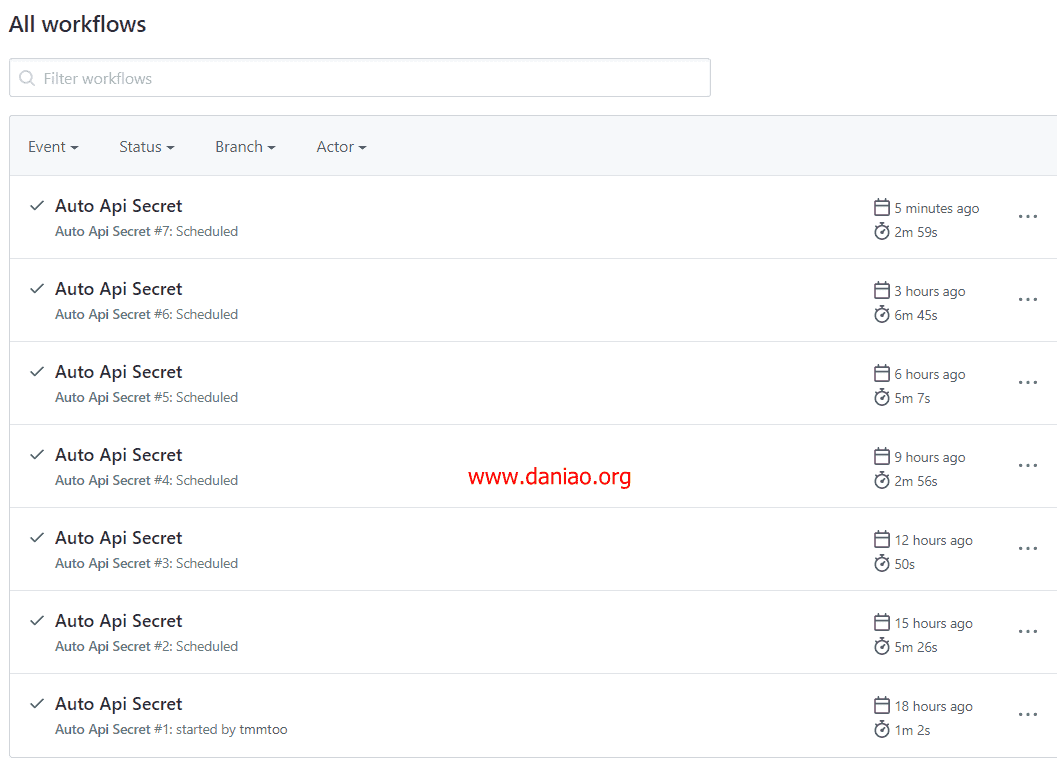 All workflows
Filter workflows
Event Status Branch Actor
Auto Api Secret
5 minutes ago
Auto Api Secret #7: Scheduled
2m 59s
Auto Api Secret
3 hours ago
Auto Api Secret #6: Scheduled
6m 45s
Auto Api Secret
6 hours ago
Auto Api Secret #5: Scheduled
5m 7s
Auto Api Secret
9 hours ago
Auto Api Secret #4: Scheduled
www.daniao.org
2m 56s
Auto Api Secret
12 hours ago
Auto Api Secret #3: Scheduled
50s
Auto Api Secret
15 hours ago
Auto Api Secret #2: Scheduled
5m 26s
Auto Api Secret
18 hours ago
Auto Api Secret #1: started by tmmtoo
1m 2s